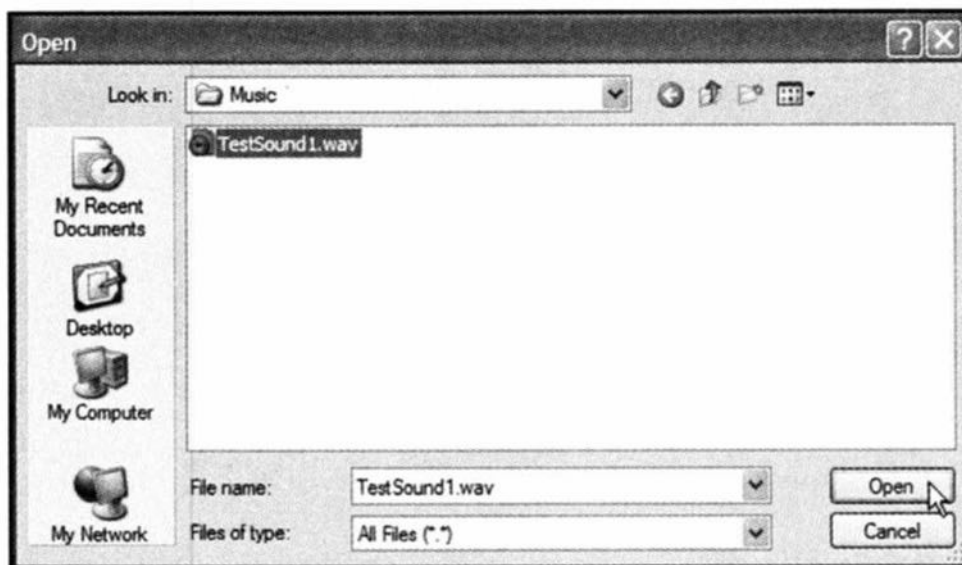 Open
Look in: Music
TestSound1.wav
My Recent
Documents
Desktop
My Computer
My Network
File name: TestSound1.wav Open
Files of type: All Files (*.*) Cancel